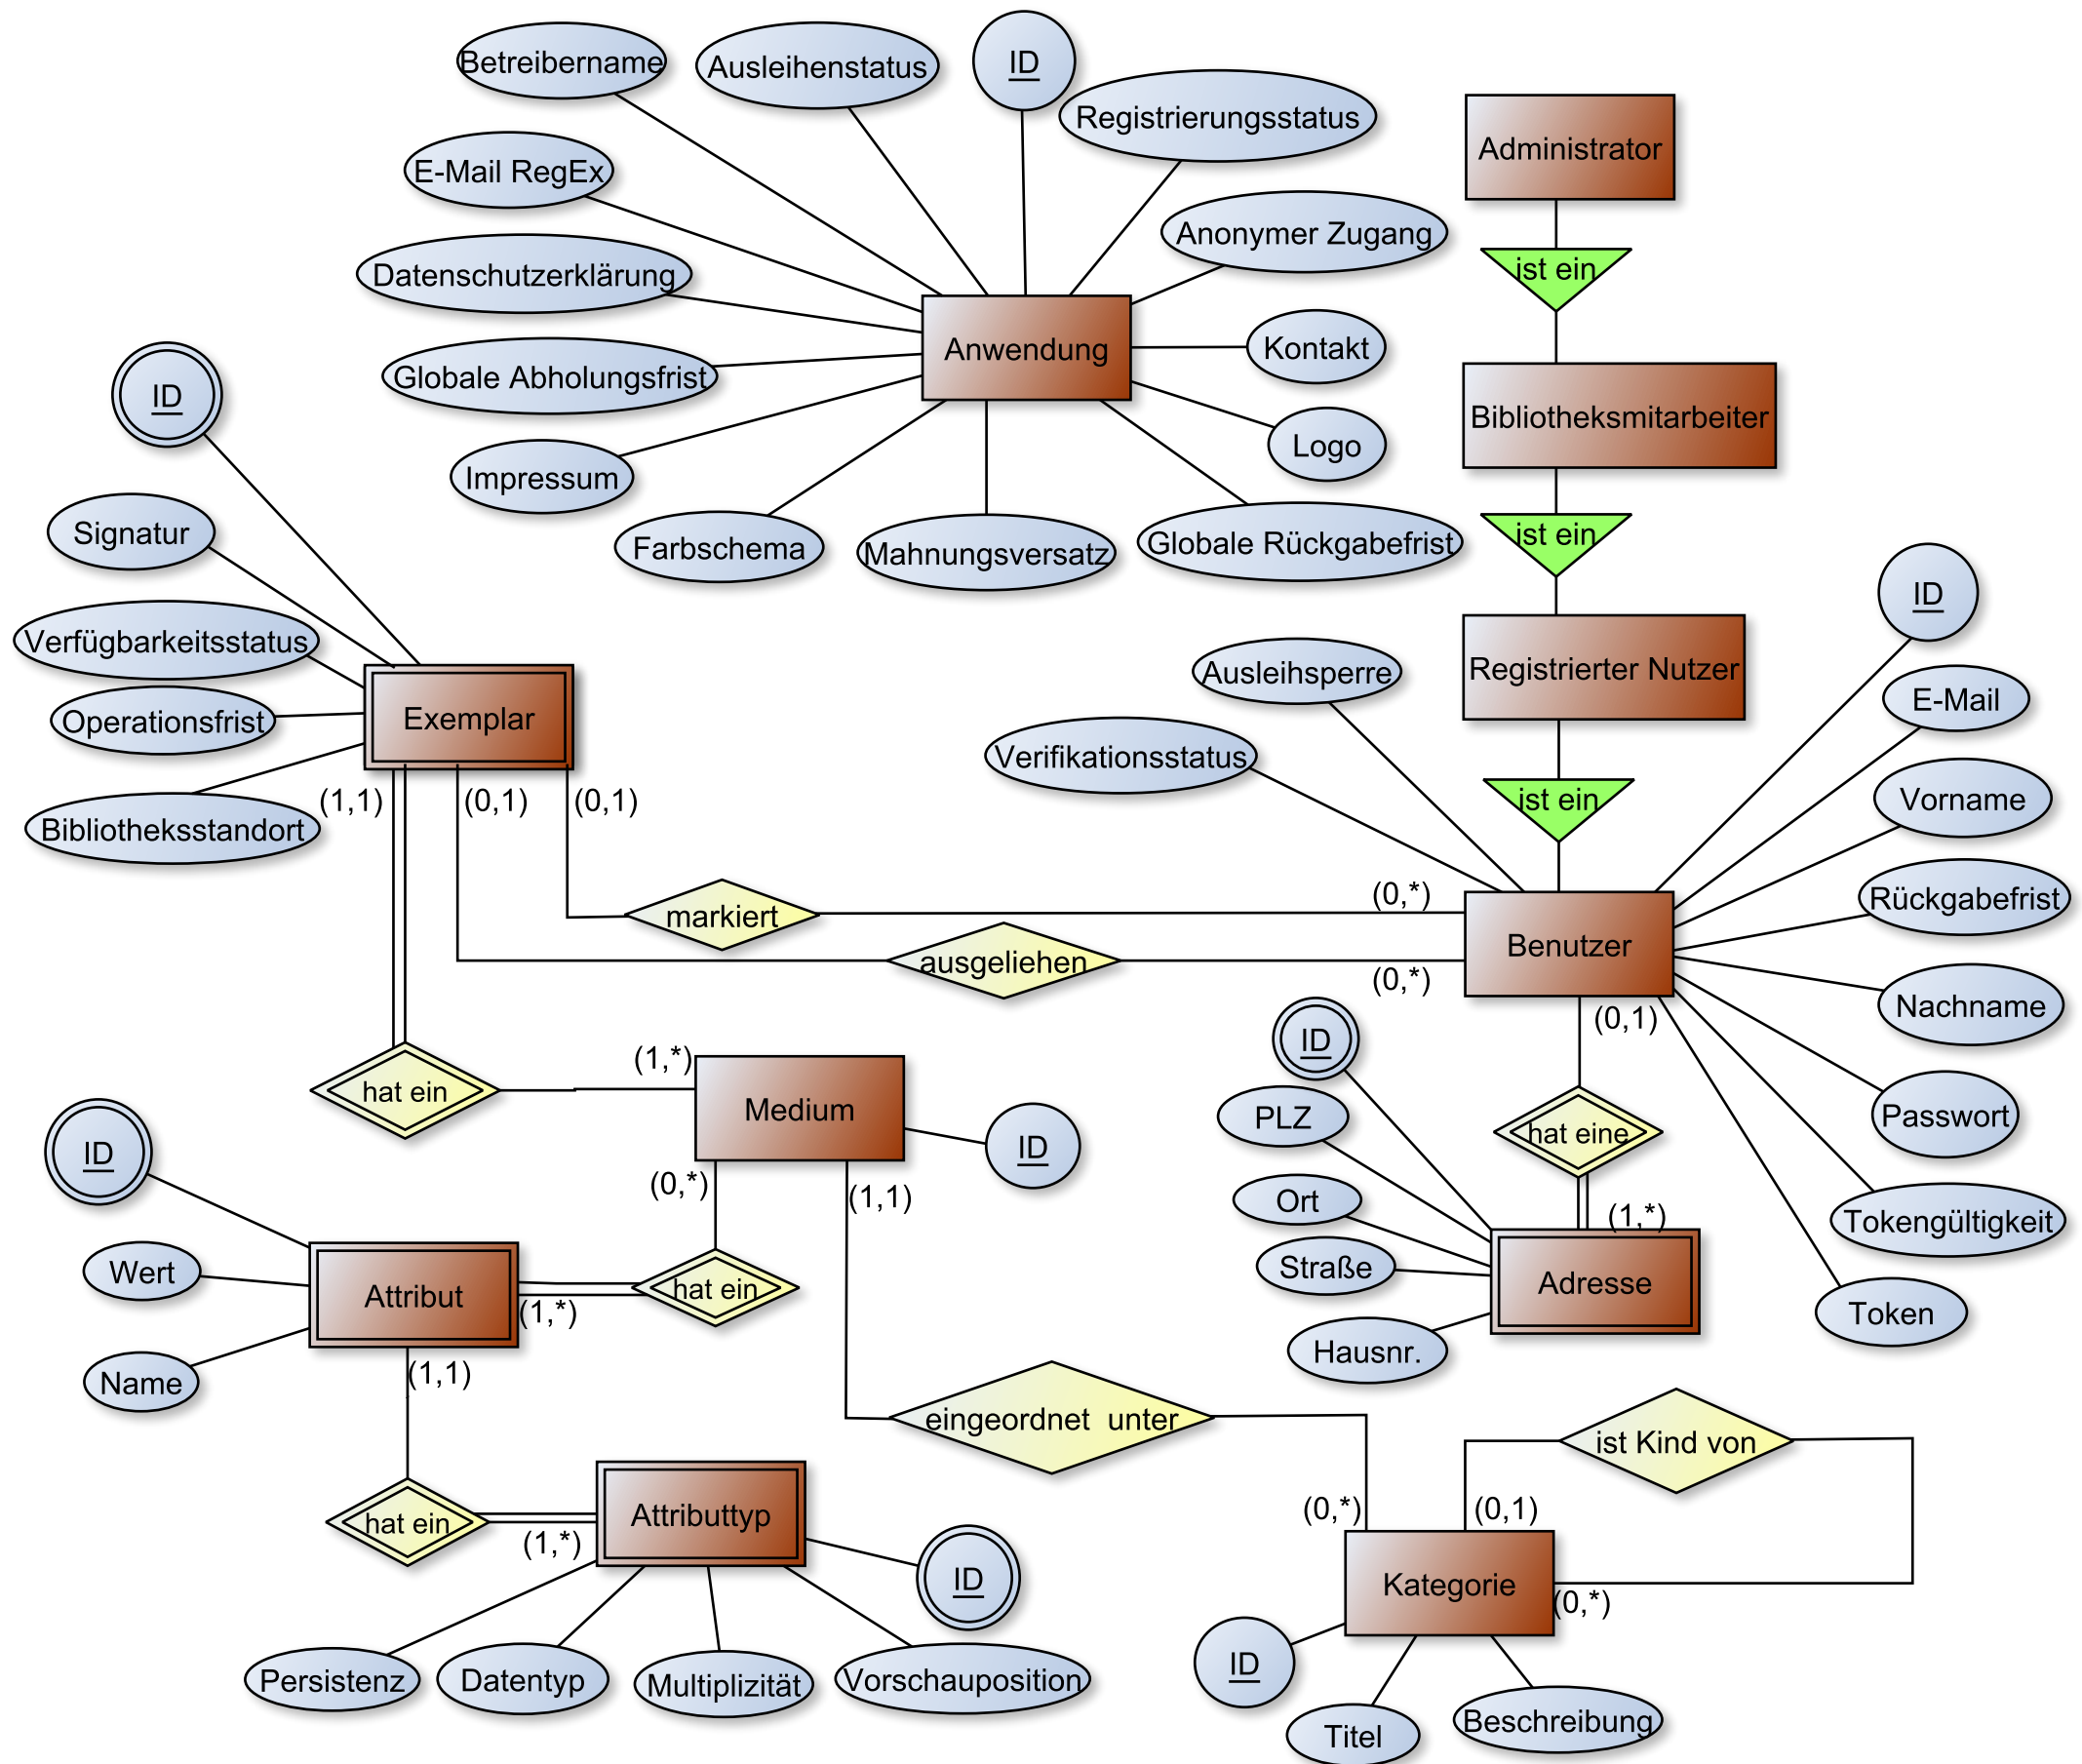 Betreibername
Ausleihenstatus
ID
Registrierungsstatus
E-Mail RegEx
Anonymer Zugang
Datenschutzerklärung
Anwendung
Kontakt
Globale Abholungsfrist
Logo
Impressum
Farbschema
Mahnungsversatz
Globale Rückgabefrist
Administrator
ist ein
Bibliotheksmitarbeiter
ist ein
Registrierter Nutzer
ist ein
ID
Signatur
Verfügbarkeitsstatus
Operationsfrist
Bibliotheksstandort
Exemplar
(1,1)
(0,1)
(0,1)
markiert
(0,*)
ausgeliehen
(0,*)
Ausleihsperre
Verifikationsstatus
Benutzer
ID
E-Mail
Vorname
Rückgabefrist
Nachname
Passwort
Tokengültigkeit
Token
(0,1)
hat eine
(1,*)
Adresse
ID
PLZ
Ort
Straße
Hausnr.
hat ein
(1,*)
Medium
ID
(0,*)
(1,1)
hat ein
(1,*)
ID
Wert
Name
Attribut
(1,1)
hat ein
(1,*)
Attributtyp
ID
Persistenz
Datentyp
Multiplizität
Vorschauposition
eingeordnet unter
(0,*)
ist Kind von
(0,1)
Kategorie
(0,*)
ID
Titel
Beschreibung